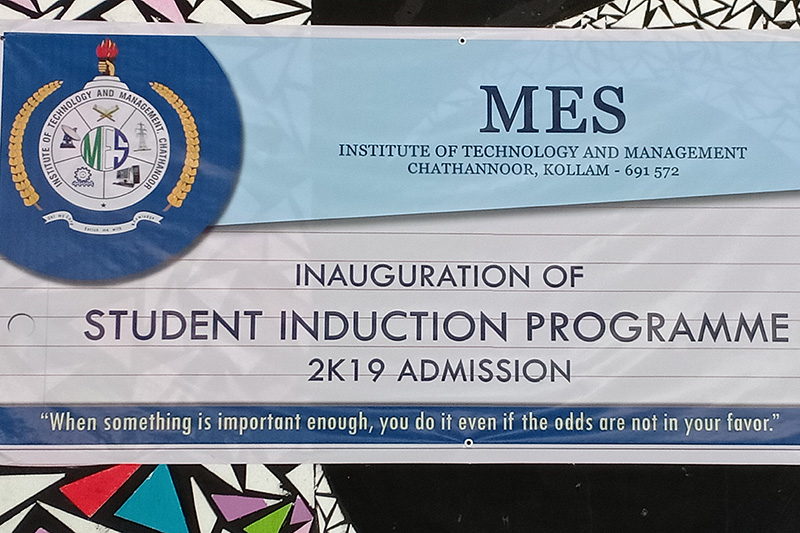 INSTITUTE OF TECHNOLOGY AND MANAGEMENT, CHATHANOOR
MES
MES
INSTITUTE OF TECHNOLOGY AND MANAGEMENT
CHATHANNOOR, KOLLAM - 691 572
INAUGURATION OF
STUDENT INDUCTION PROGRAMME
2K19 ADMISSION
“When something is important enough, you do it even if the odds are not in your favor.”